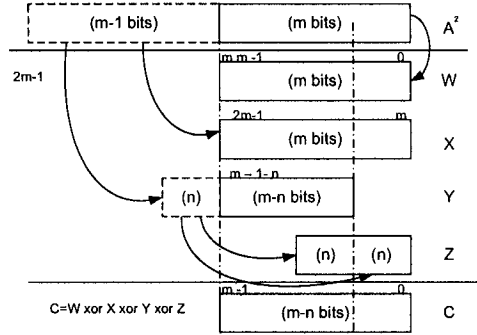 (m-1 bits) (m bits) A²
m m -1 0
2m-1 (m bits) W
2m-1 m
(m bits) X
m - 1 - n
(n) (m-n bits) Y
(n) (n) Z
m -1 0
C=W xor X xor Y xor Z (m-n bits) C